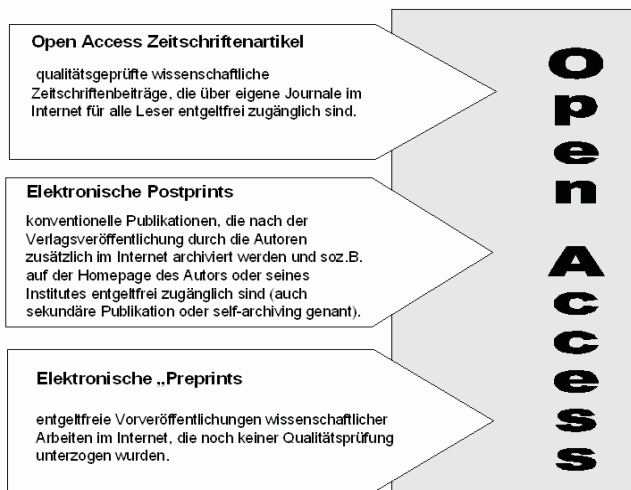 Open Access Zeitschriftenartikel
qualitätsgeprüfte wissenschaftliche
Zeitschriftenbeiträge, die über eigene Journale im
Internet für alle Leser entgeltfrei zugänglich sind.
Elektronische Postprints
konventionelle Publikationen, die nach der
Verlagsveröffentlichung durch die Autoren
zusätzlich im Internet archiviert werden und soz.B.
auf der Homepage des Autors oder seines
Institutes entgeltfrei zugänglich sind (auch
sekundäre Publikation oder self-archiving genant).
Elektronische „Preprints
entgeltfreie Vorveröffentlichungen wissenschaftlicher
Arbeiten im Internet, die noch keiner Qualitätsprüfung
unterzogen wurden.
Open Access